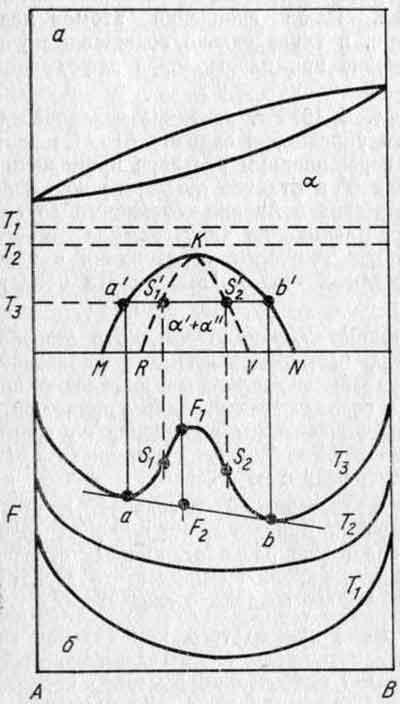 а
α
T₁
T₂
K
T₃
a′ S′₁ S′₂ b′
α′+α″
M R V N
F₁
S₁ S₂ T₃
a b
F F₂ T₂
T₁
б
A B